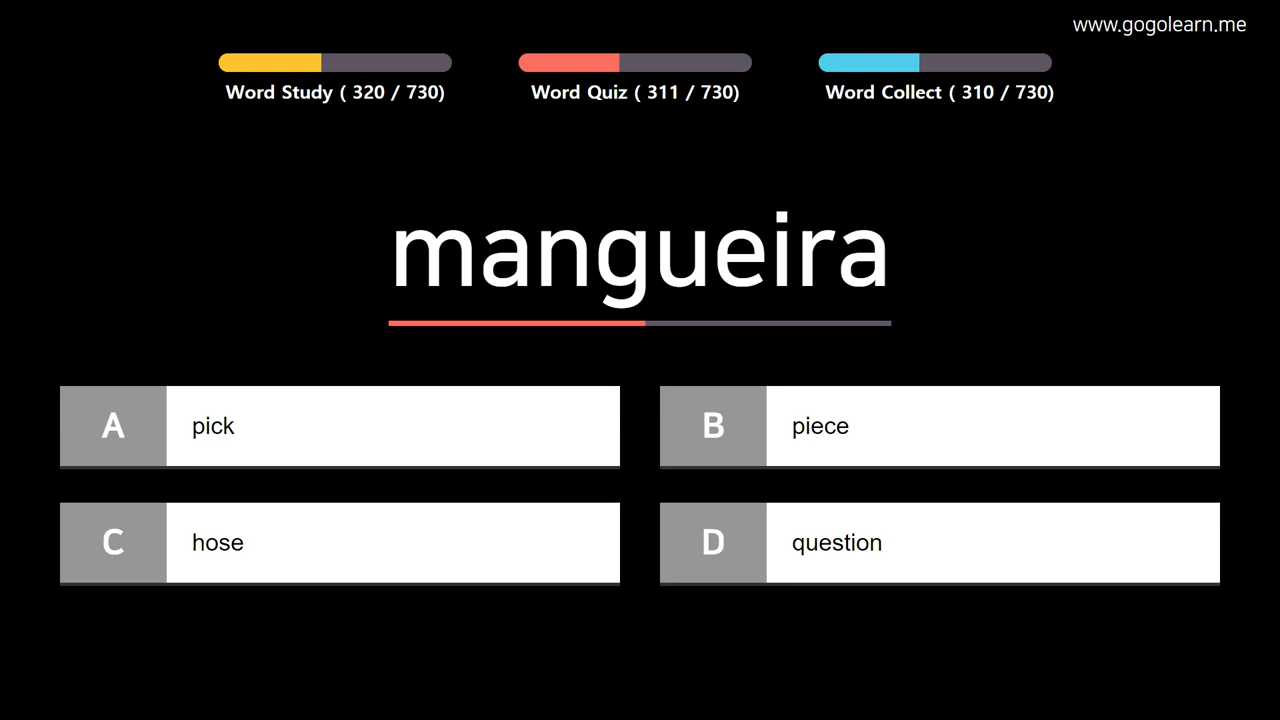 www.gogolearn.me
Word Study ( 320 / 730)
Word Quiz ( 311 / 730)
Word Collect ( 310 / 730)
mangueira
A pick
B piece
C hose
D question